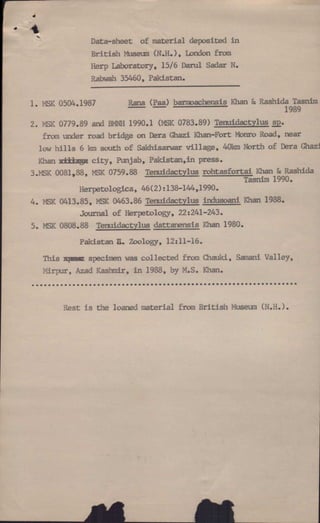 Data-sheet of material deposited in
British Museum (N.H.), London from
Herp Laboratory, 15/6 Darul Sadar N.
Rabwah 35460, Pakistan.
1. MSK 0504.1987 Rana (Paa) barmoachensis Khan & Rashida Tasnim
1989
2. MSK 0779.89 and BMNH 1990.1 (MSK 0783.89) Tenuidactylus sp.
from under road bridge on Dera Ghazi Khan-Fort Monro Road, near
low hills 6 km south of Sakhisarwar village, 40km North of Dera Ghazi
Khan city, Punjab, Pakistan,in press.
3.MSK 0081,88, MSK 0759.88 Tenuidactylus rohtasfortai Khan & Rashida
Tasnim 1990.
Herpetologica, 46(2):138-144,1990.
4. MSK 0413.85, MSK 0463.86 Tenuidactylus indusoani Khan 1988.
Journal of Herpetology, 22:241-243.
5. MSK 0808.88 Tenuidactylus dattanensis Khan 1980.
Pakistan J. Zoology, 12:11-16.
This specimen was collected from Chauki, Samani Valley,
Mirpur, Azad Kashmir, in 1988, by M.S. Khan.
Rest is the loaned material from British Museum (N.H.).